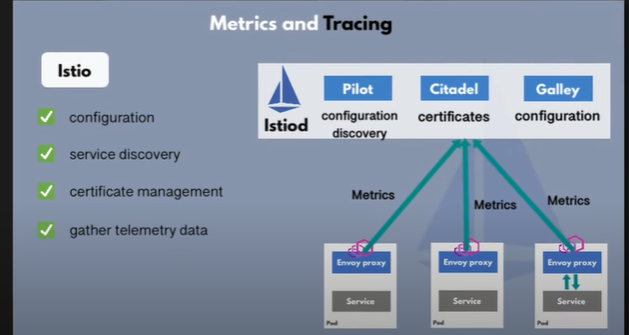 Metrics and Tracing
Istio
configuration
service discovery
certificate management
gather telemetry data
Istiod
Pilot
configuration
discovery
Citadel
certificates
Galley
configuration
Metrics
Metrics
Metrics
Envoy proxy
Service
Pod
Envoy proxy
Service
Pod
Envoy proxy
Service
Pod